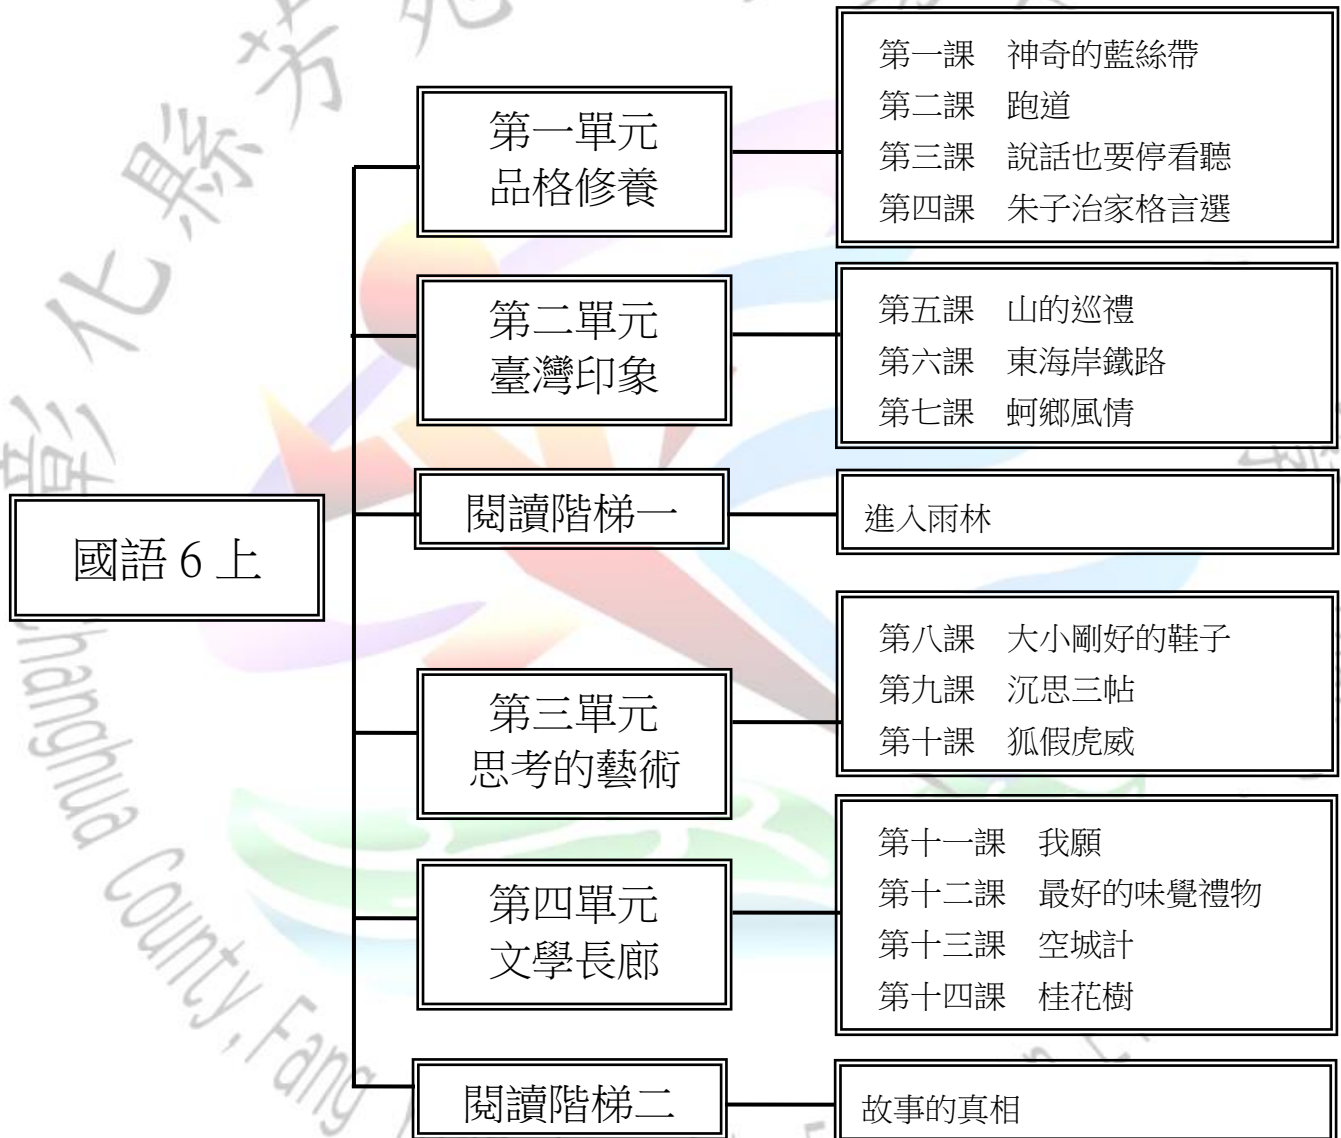 國語 6 上
第一單元
品格修養
第一課　神奇的藍絲帶
第二課　跑道
第三課　說話也要停看聽
第四課　朱子治家格言選
第二單元
臺灣印象
第五課　山的巡禮
第六課　東海岸鐵路
第七課　蚵鄉風情
閱讀階梯一
進入雨林
第三單元
思考的藝術
第八課　大小剛好的鞋子
第九課　沉思三帖
第十課　狐假虎威
第四單元
文學長廊
第十一課　我願
第十二課　最好的味覺禮物
第十三課　空城計
第十四課　桂花樹
閱讀階梯二
故事的真相
彰化縣芳苑
Changhua County, Fang